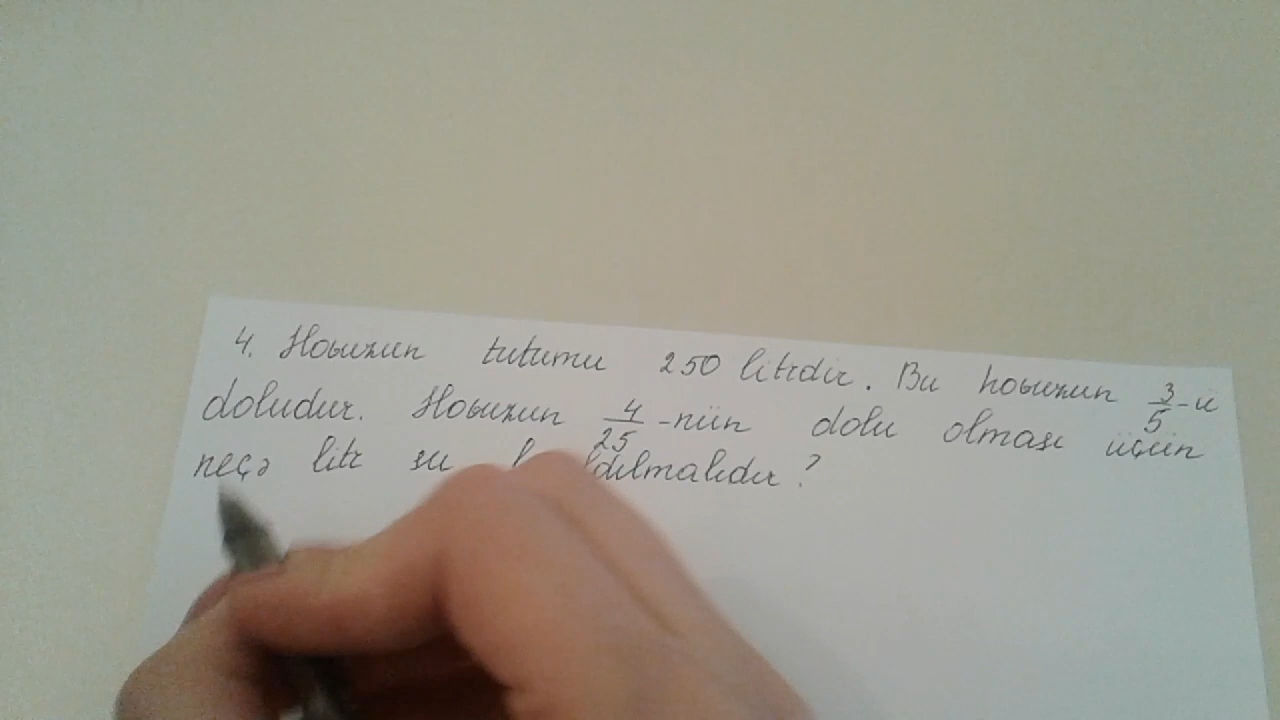 4. Hovuzun tutumu 250 litrdir. Bu hovuzun 3/5-ü
doludur. Hovuzun 4/25-nün dolu olması üçün
neçə litr su